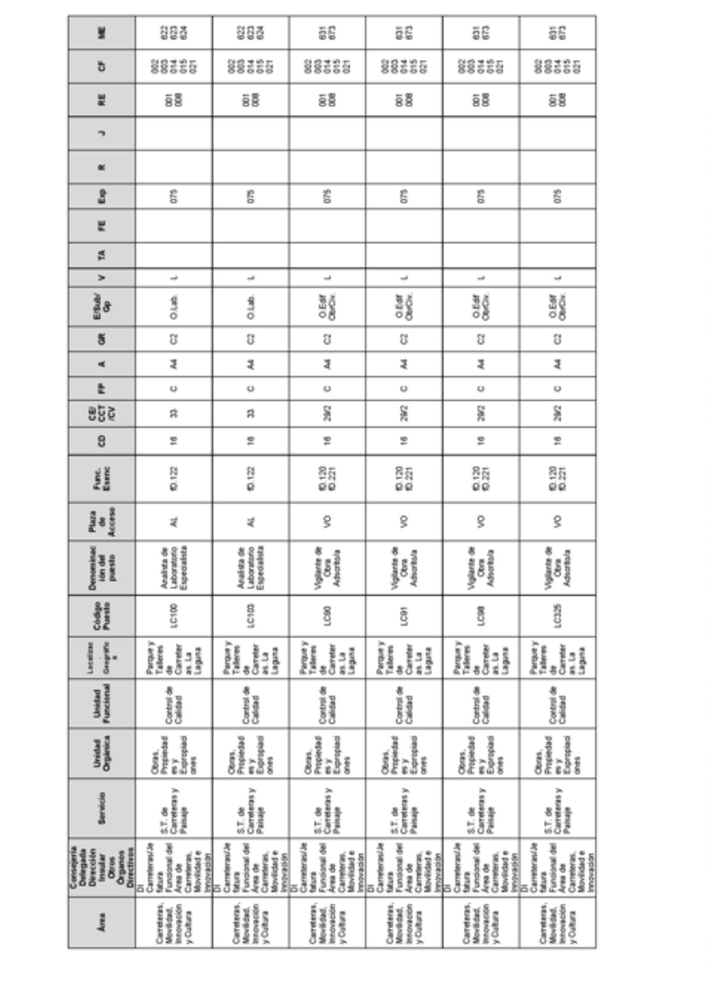 Área
Consejería
Delegada
Dirección
Insular
Otros
Órganos
Directivos
Servicio
Unidad
Orgánica
Unidad
Funcional
Localizac
.
Geográfic
a
Código
Puesto
Denominac
ión del
puesto
Plaza
de
Acceso
Func.
Esenc
CD
CE/
CCT
/CV
FP
A
GR
E/Sub/
Gp
V
TA
FE
Exp
R
J
RE
CF
ME
Carreteras,
Movilidad,
Innovación
y Cultura
DI
Carreteras/Je
fatura
Funcional del
Área de
Carreteras,
Movilidad e
Innovación
S.T. de
Carreteras y
Paisaje
Obras,
Propiedad
es y
Expropiaci
ones
Control de
Calidad
Parque y
Talleres
de
Carreter
as. La
Laguna
LC100
Analista de
Laboratorio
Especialista
AL
fD.122
16
33
C
A4
C2
O.Lab.
L
075
001
008
002
003
014
015
021
622
623
624
Carreteras,
Movilidad,
Innovación
y Cultura
DI
Carreteras/Je
fatura
Funcional del
Área de
Carreteras,
Movilidad e
Innovación
S.T. de
Carreteras y
Paisaje
Obras,
Propiedad
es y
Expropiaci
ones
Control de
Calidad
Parque y
Talleres
de
Carreter
as. La
Laguna
LC103
Analista de
Laboratorio
Especialista
AL
fD.122
16
33
C
A4
C2
O.Lab.
L
075
001
008
002
003
014
015
021
622
623
624
Carreteras,
Movilidad,
Innovación
y Cultura
DI
Carreteras/Je
fatura
Funcional del
Área de
Carreteras,
Movilidad e
Innovación
S.T. de
Carreteras y
Paisaje
Obras,
Propiedad
es y
Expropiaci
ones
Control de
Calidad
Parque y
Talleres
de
Carreter
as. La
Laguna
LC90
Vigilante de
Obra
Adscrito/a
VO
fD.120
fD.221
16
29/2
C
A4
C2
O.Edif
ObrCiv.
L
075
001
008
002
003
014
015
021
631
673
Carreteras,
Movilidad,
Innovación
y Cultura
DI
Carreteras/Je
fatura
Funcional del
Área de
Carreteras,
Movilidad e
Innovación
S.T. de
Carreteras y
Paisaje
Obras,
Propiedad
es y
Expropiaci
ones
Control de
Calidad
Parque y
Talleres
de
Carreter
as. La
Laguna
LC91
Vigilante de
Obra
Adscrito/a
VO
fD.120
fD.221
16
29/2
C
A4
C2
O.Edif
ObrCiv.
L
075
001
008
002
003
014
015
021
631
673
Carreteras,
Movilidad,
Innovación
y Cultura
DI
Carreteras/Je
fatura
Funcional del
Área de
Carreteras,
Movilidad e
Innovación
S.T. de
Carreteras y
Paisaje
Obras,
Propiedad
es y
Expropiaci
ones
Control de
Calidad
Parque y
Talleres
de
Carreter
as. La
Laguna
LC98
Vigilante de
Obra
Adscrito/a
VO
fD.120
fD.221
16
29/2
C
A4
C2
O.Edif
ObrCiv.
L
075
001
008
002
003
014
015
021
631
673
Carreteras,
Movilidad,
Innovación
y Cultura
DI
Carreteras/Je
fatura
Funcional del
Área de
Carreteras,
Movilidad e
Innovación
S.T. de
Carreteras y
Paisaje
Obras,
Propiedad
es y
Expropiaci
ones
Control de
Calidad
Parque y
Talleres
de
Carreter
as. La
Laguna
LC325
Vigilante de
Obra
Adscrito/a
VO
fD.120
fD.221
16
29/2
C
A4
C2
O.Edif
ObrCiv.
L
075
001
008
002
003
014
015
021
631
673